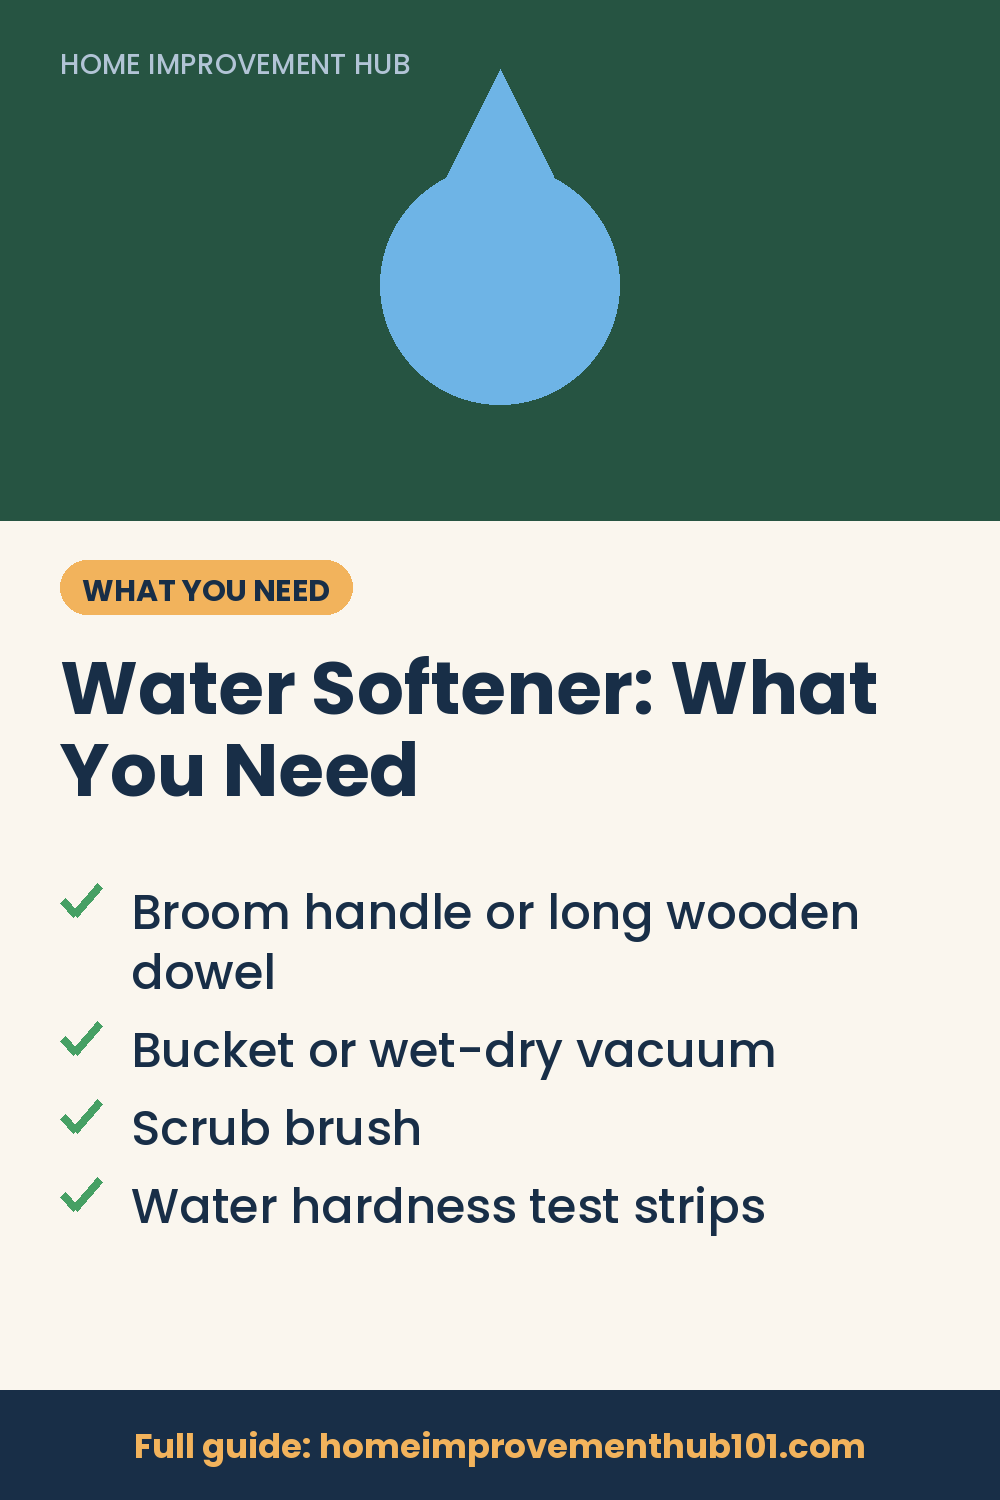 HOME IMPROVEMENT HUB
WHAT YOU NEED
Water Softener: What
You Need
Broom handle or long wooden
dowel
Bucket or wet-dry vacuum
Scrub brush
Water hardness test strips
Full guide: homeimprovementhub101.com